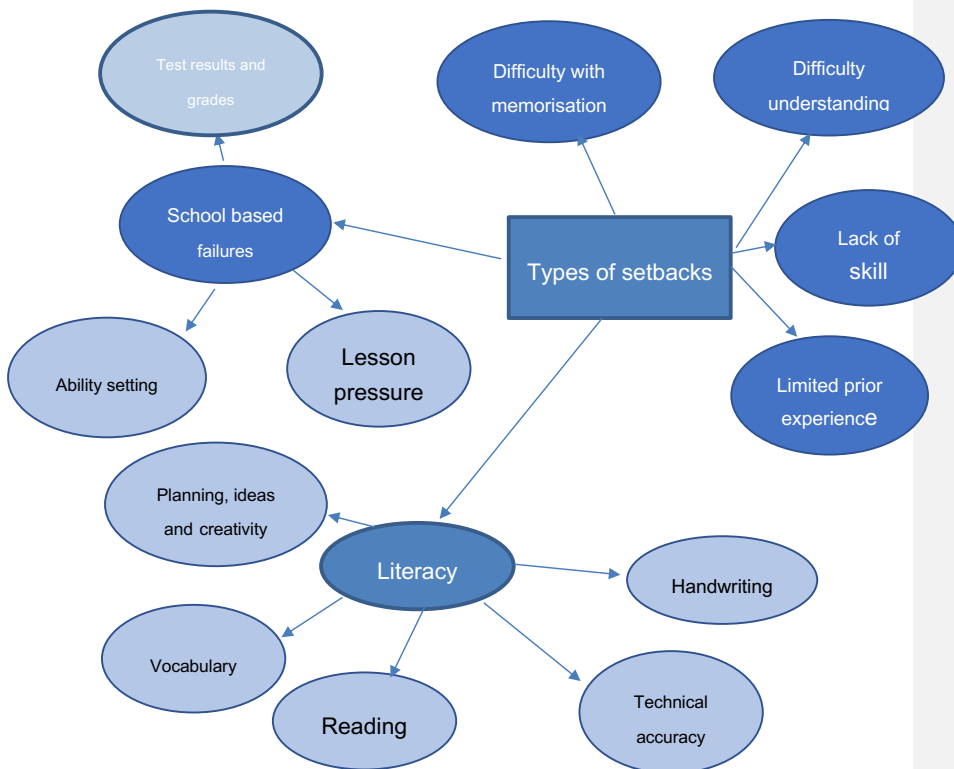 Test results and
grades
Difficulty with
memorisation
Difficulty
understanding
School based
failures
Types of setbacks
Lack of
skill
Ability setting
Lesson
pressure
Limited prior
experience
Planning, ideas
and creativity
Literacy
Handwriting
Vocabulary
Reading
Technical
accuracy